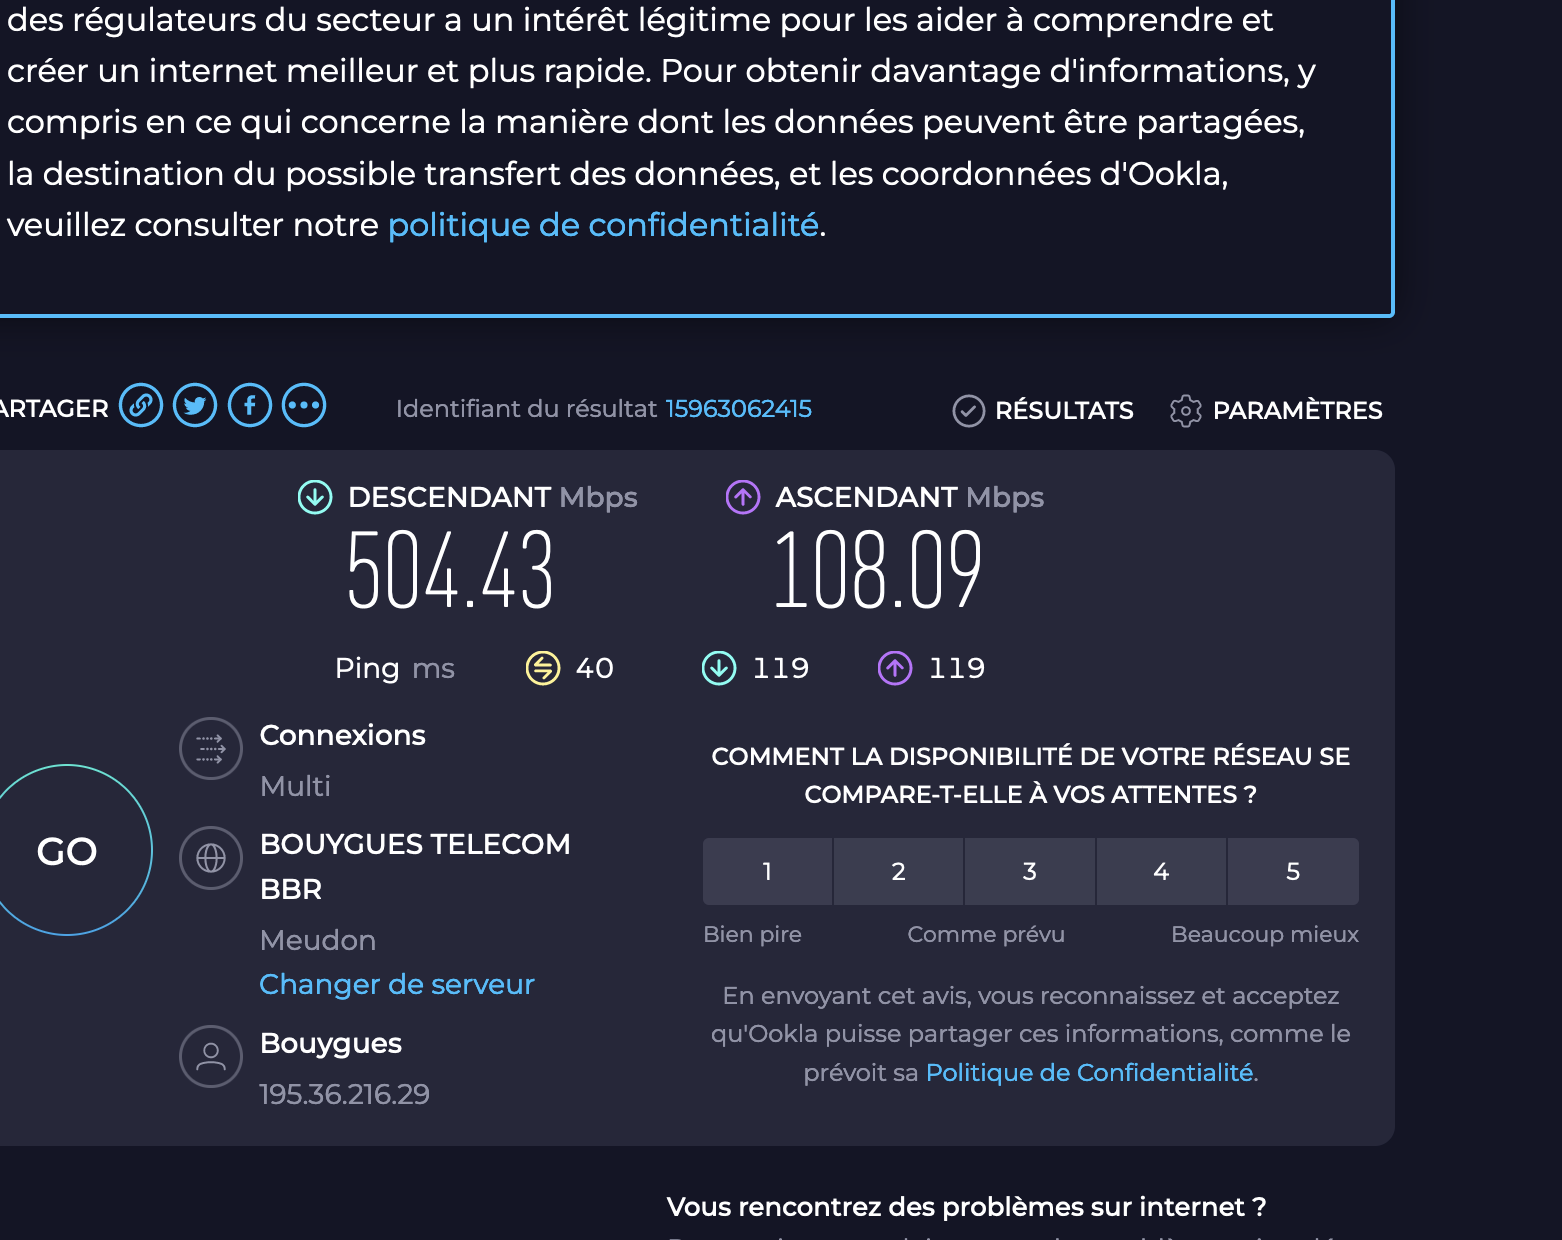 des régulateurs du secteur a un intérêt légitime pour les aider à comprendre et
créer un internet meilleur et plus rapide. Pour obtenir davantage d'informations, y
compris en ce qui concerne la manière dont les données peuvent être partagées,
la destination du possible transfert des données, et les coordonnées d'Ookla,
veuillez consulter notre politique de confidentialité.
ARTAGER
Identifiant du résultat 15963062415
RÉSULTATS
PARAMÈTRES
DESCENDANT Mbps
504.43
ASCENDANT Mbps
108.09
Ping ms 40 119 119
GO
Connexions
Multi
BOUYGUES TELECOM
BBR
Meudon
Changer de serveur
Bouygues
195.36.216.29
COMMENT LA DISPONIBILITÉ DE VOTRE RÉSEAU SE
COMPARE-T-ELLE À VOS ATTENTES ?
1 2 3 4 5
Bien pire Comme prévu Beaucoup mieux
En envoyant cet avis, vous reconnaissez et acceptez
qu'Ookla puisse partager ces informations, comme le
prévoit sa Politique de Confidentialité.
Vous rencontrez des problèmes sur internet ?